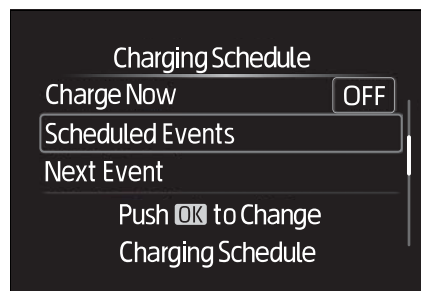 Charging Schedule
Charge Now OFF
Scheduled Events
Next Event
Push OK to Change
Charging Schedule